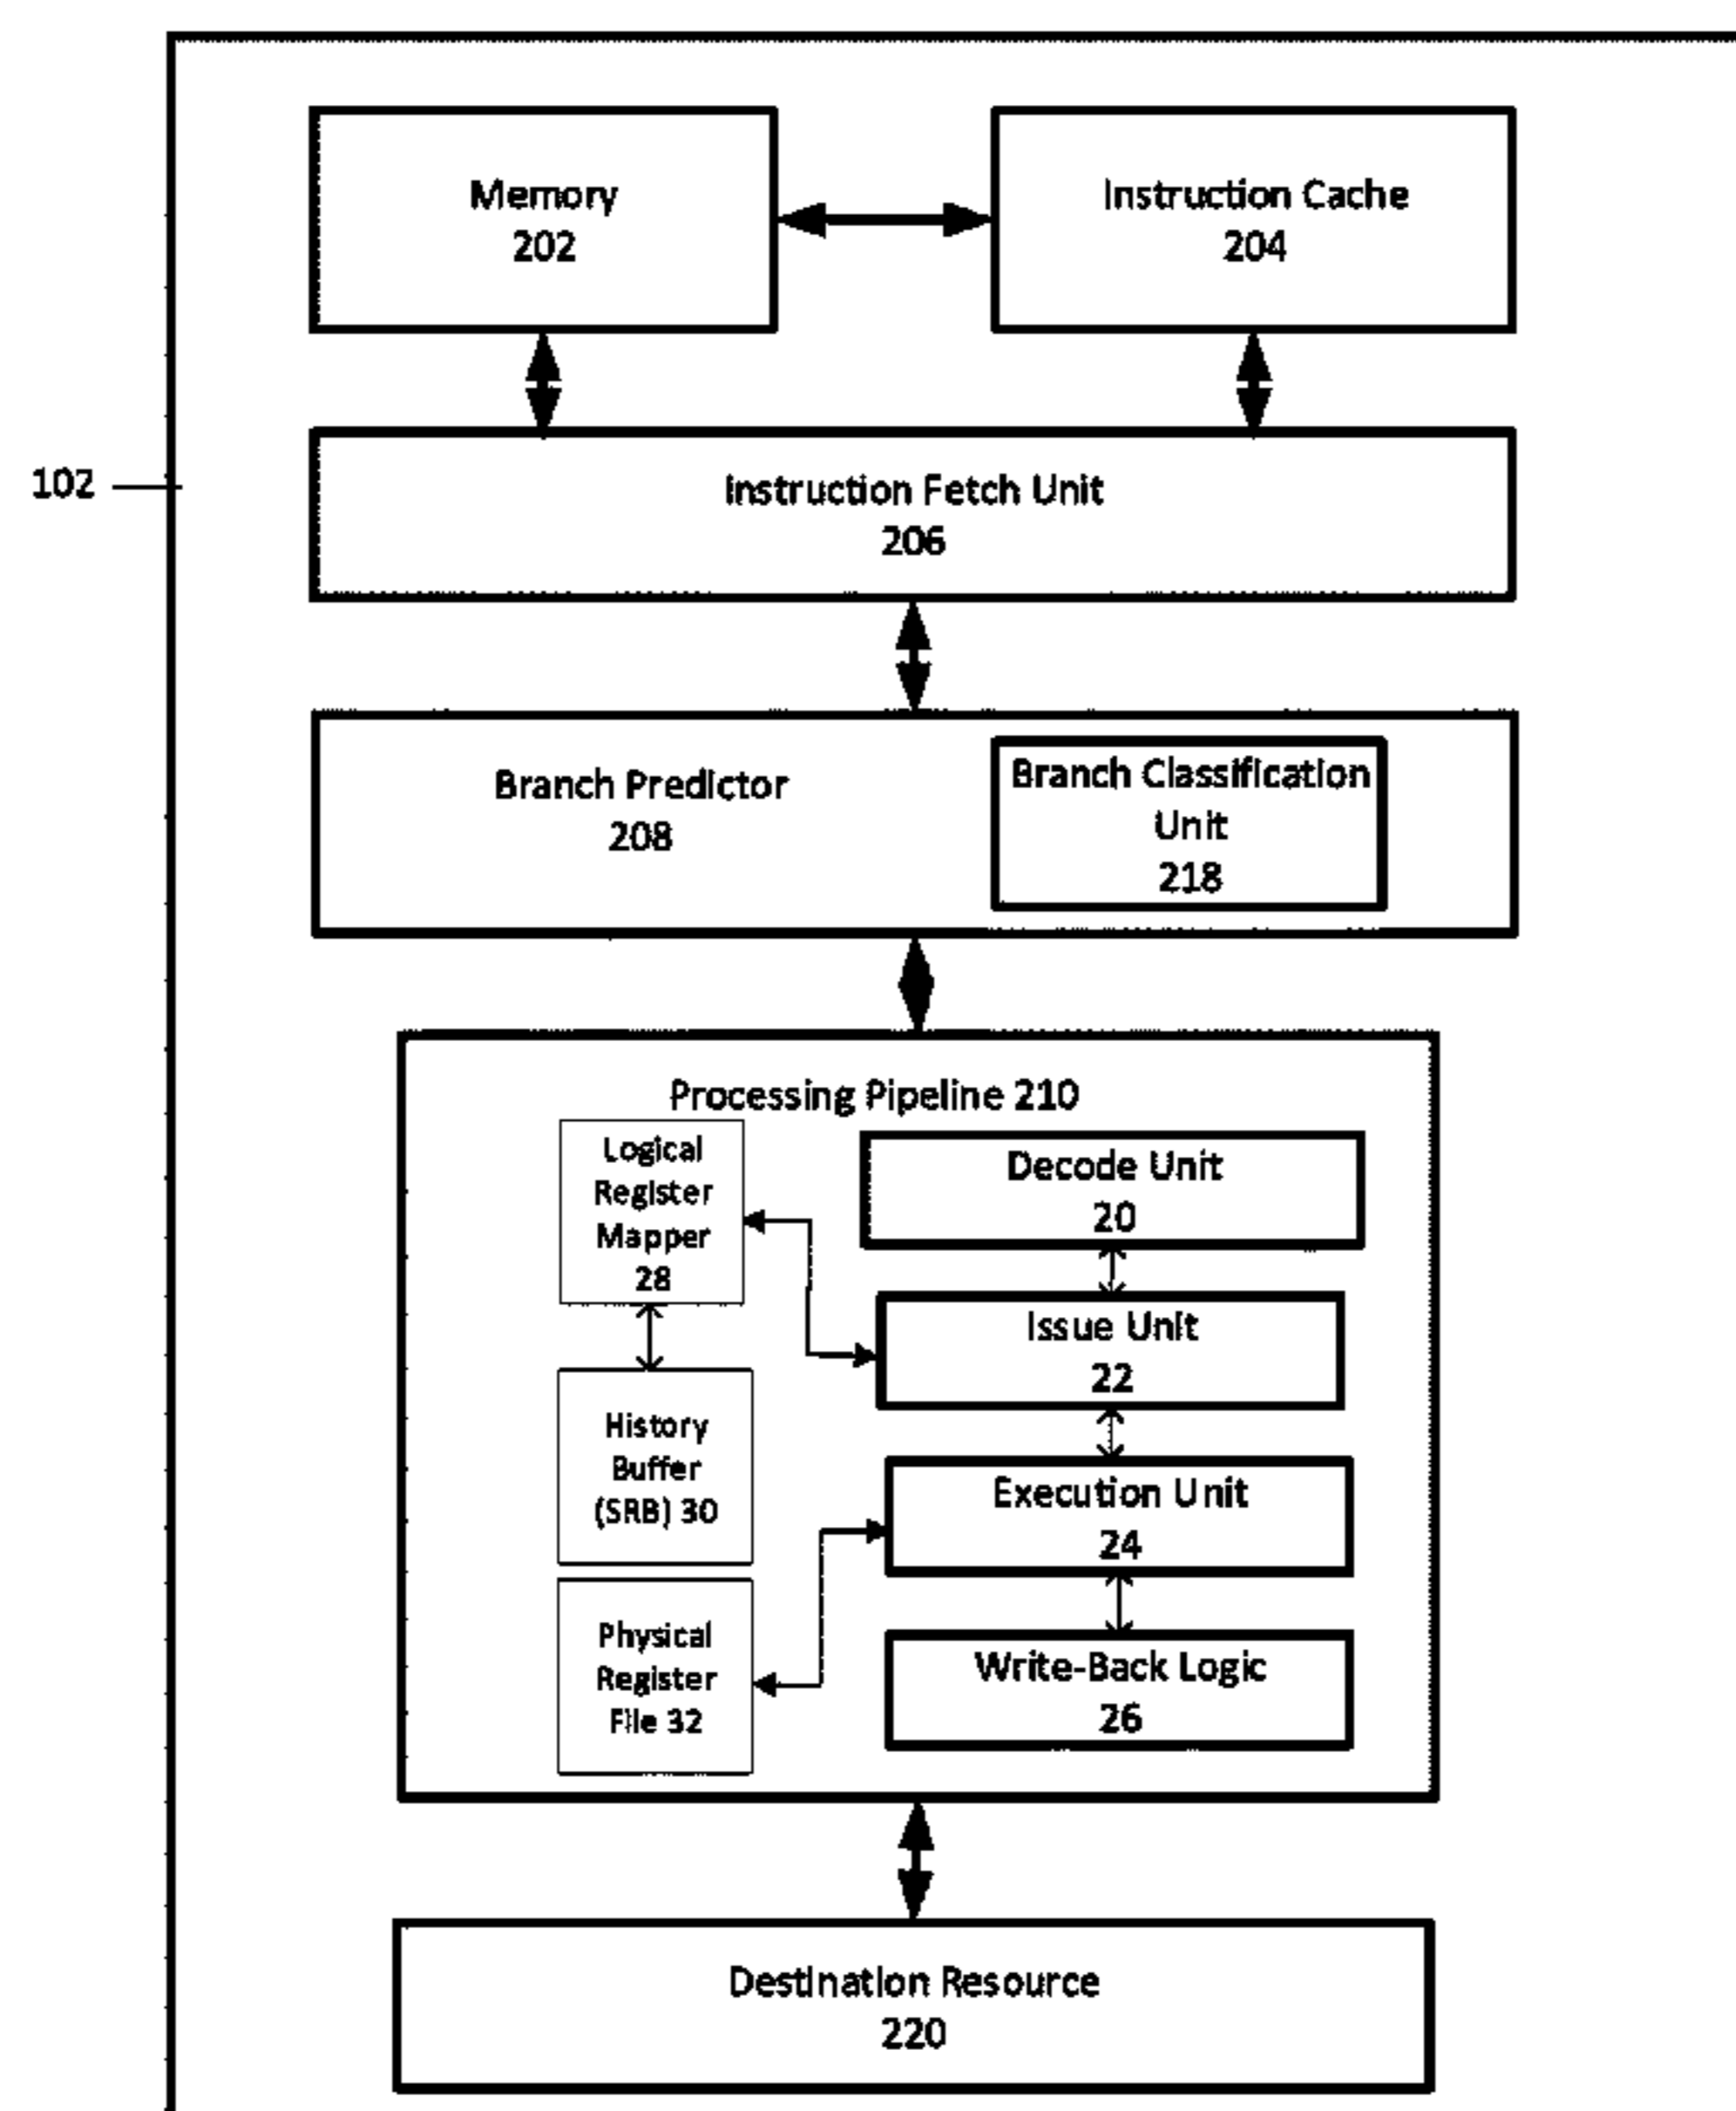 Memory
202
Instruction Cache
204
102
Instruction Fetch Unit
206
Branch Predictor
208
Branch Classification
Unit
218
Processing Pipeline 210
Logical
Register
Mapper
28
Decode Unit
20
Issue Unit
22
History
Buffer
(SRB) 30
Execution Unit
24
Physical
Register
File 32
Write-Back Logic
26
Destination Resource
220